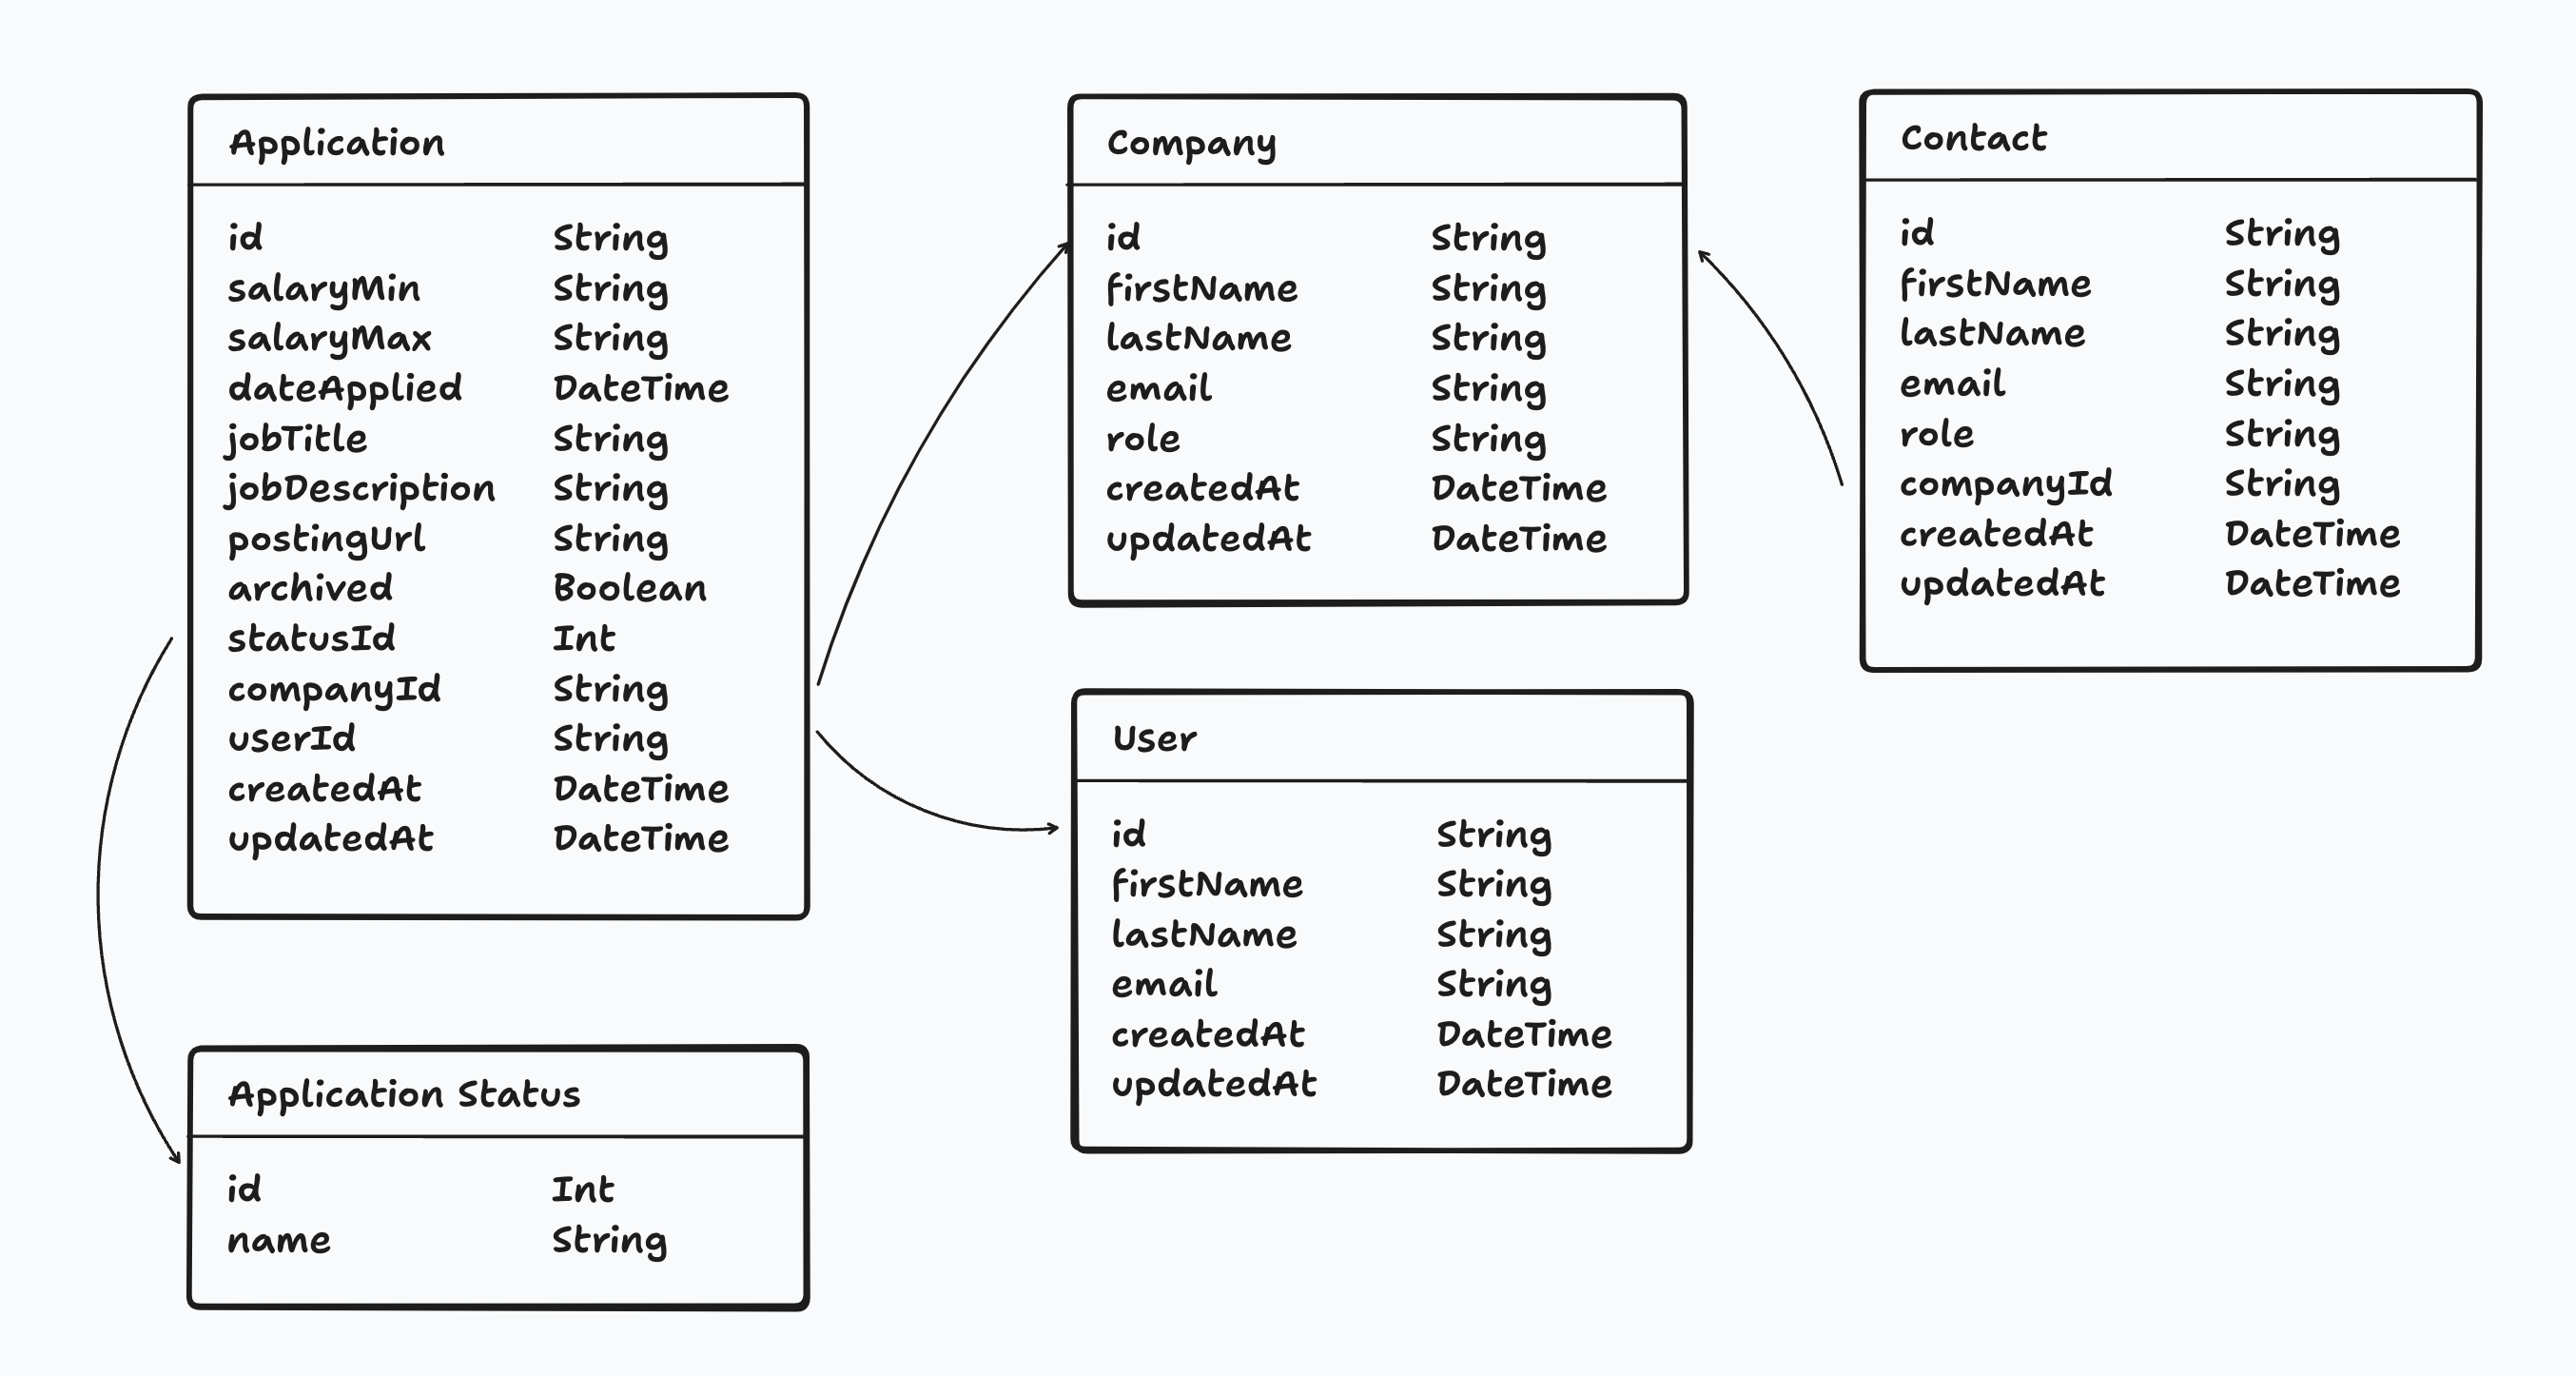 Application
id String
salaryMin String
salaryMax String
dateApplied DateTime
jobTitle String
jobDescription String
postingUrl String
archived Boolean
statusId Int
companyId String
userId String
createdAt DateTime
updatedAt DateTime
Application Status
id Int
name String
Company
id String
firstName String
lastName String
email String
role String
createdAt DateTime
updatedAt DateTime
User
id String
firstName String
lastName String
email String
createdAt DateTime
updatedAt DateTime
Contact
id String
firstName String
lastName String
email String
role String
companyId String
createdAt DateTime
updatedAt DateTime